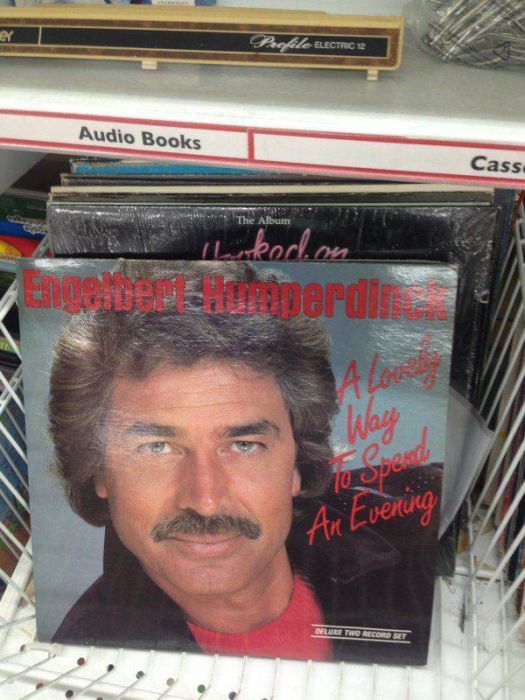 er
Profile ELECTRIC 12
Audio Books
Cass
The Album
Hooked on
Engelbert Humperdinck
A Lovely
Way
To Spend
An Evening
DELUXE TWO RECORD SET